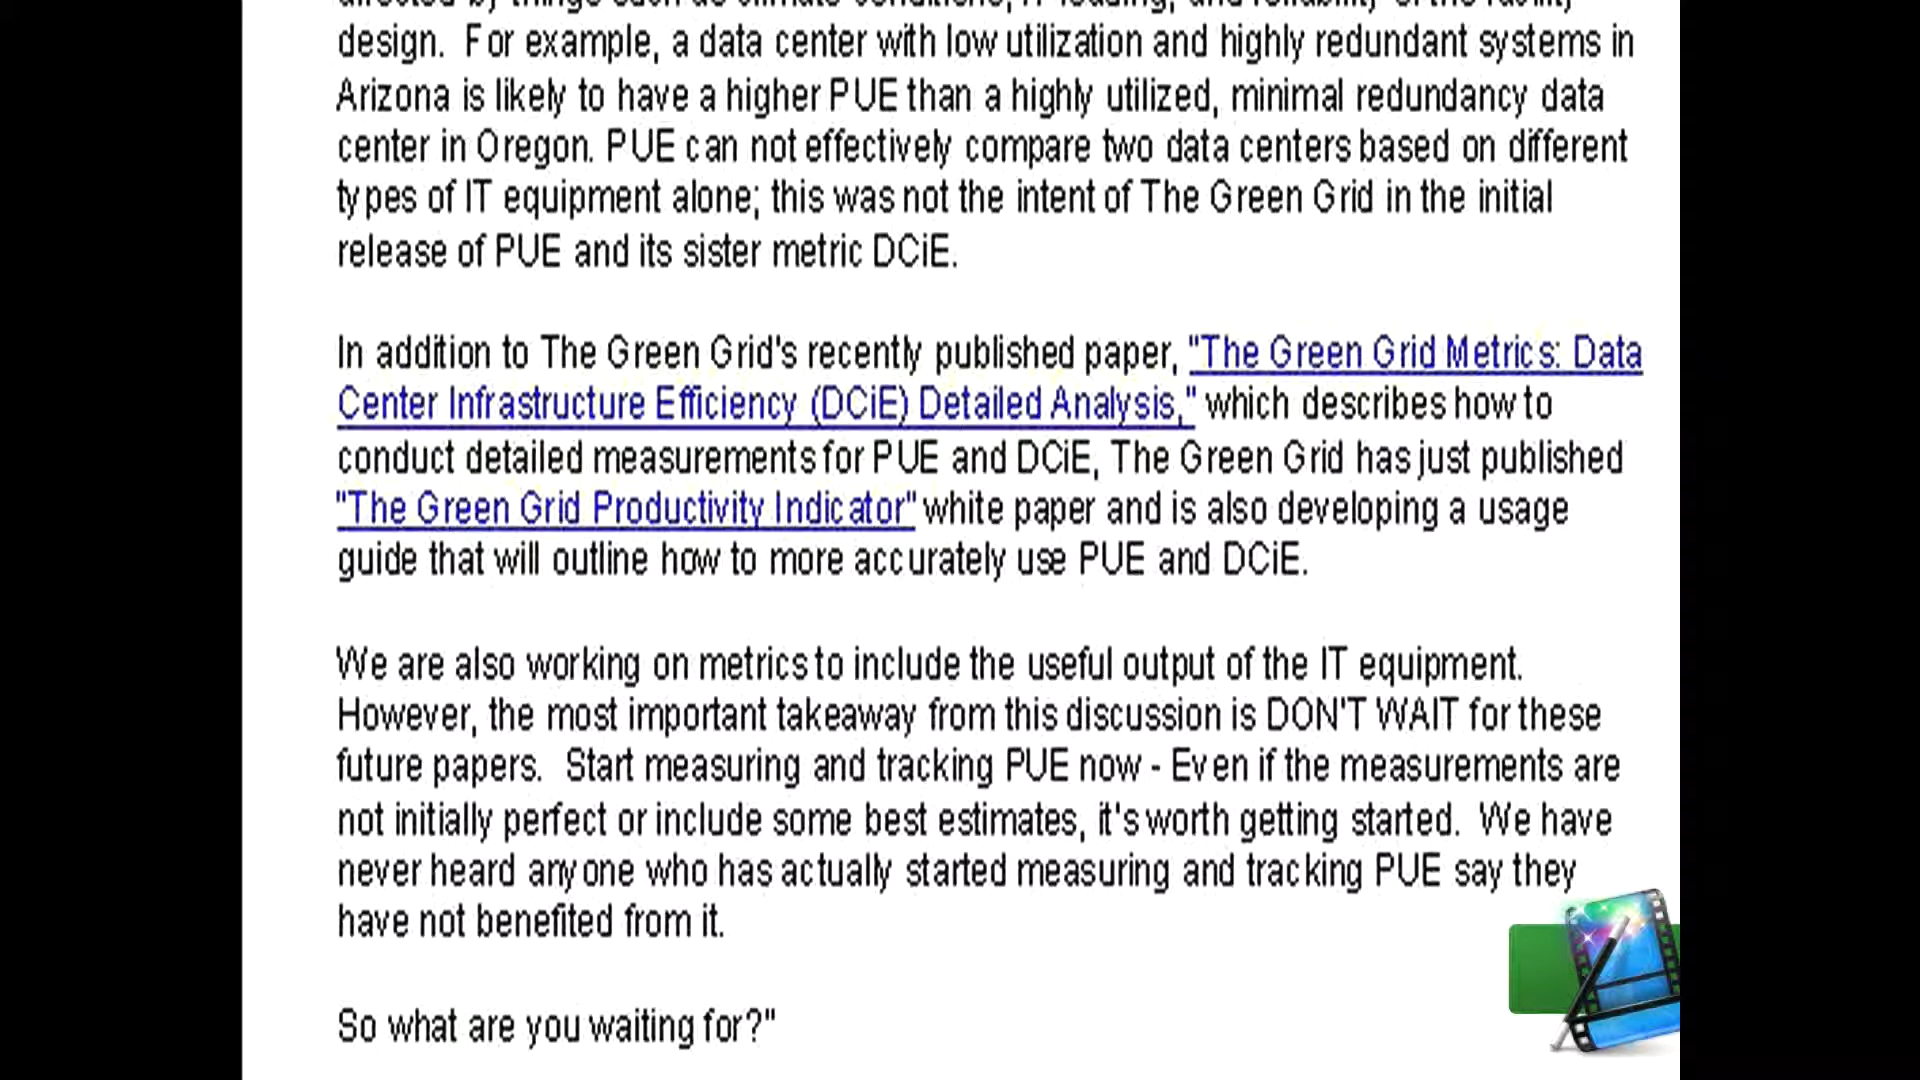 design.  For example, a data center with low utilization and highly redundant systems in
Arizona is likely to have a higher PUE than a highly utilized, minimal redundancy data
center in Oregon. PUE can not effectively compare two data centers based on different
types of IT equipment alone; this was not the intent of The Green Grid in the initial
release of PUE and its sister metric DCiE.
In addition to The Green Grid's recently published paper, "The Green Grid Metrics: Data
Center Infrastructure Efficiency (DCiE) Detailed Analysis," which describes how to
conduct detailed measurements for PUE and DCiE, The Green Grid has just published
"The Green Grid Productivity Indicator" white paper and is also developing a usage
guide that will outline how to more accurately use PUE and DCiE.
We are also working on metrics to include the useful output of the IT equipment.
However, the most important takeaway from this discussion is DON'T WAIT for these
future papers.  Start measuring and tracking PUE now - Even if the measurements are
not initially perfect or include some best estimates, it's worth getting started.  We have
never heard anyone who has actually started measuring and tracking PUE say they
have not benefited from it.
So what are you waiting for?"